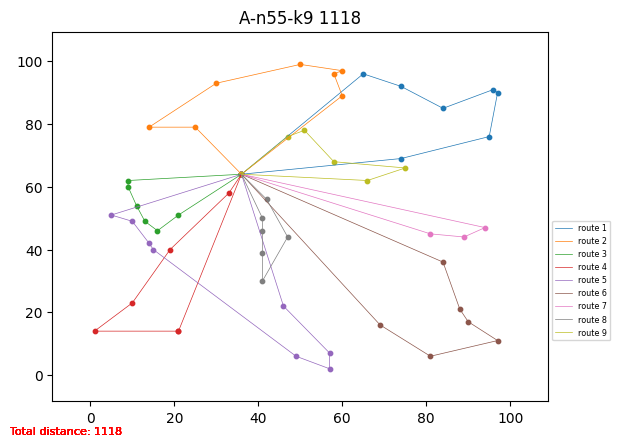 A-n55-k9 1118
100
80
60
40
20
0
0 20 40 60 80 100
route 1
route 2
route 3
route 4
route 5
route 6
route 7
route 8
route 9
Total distance: 1118